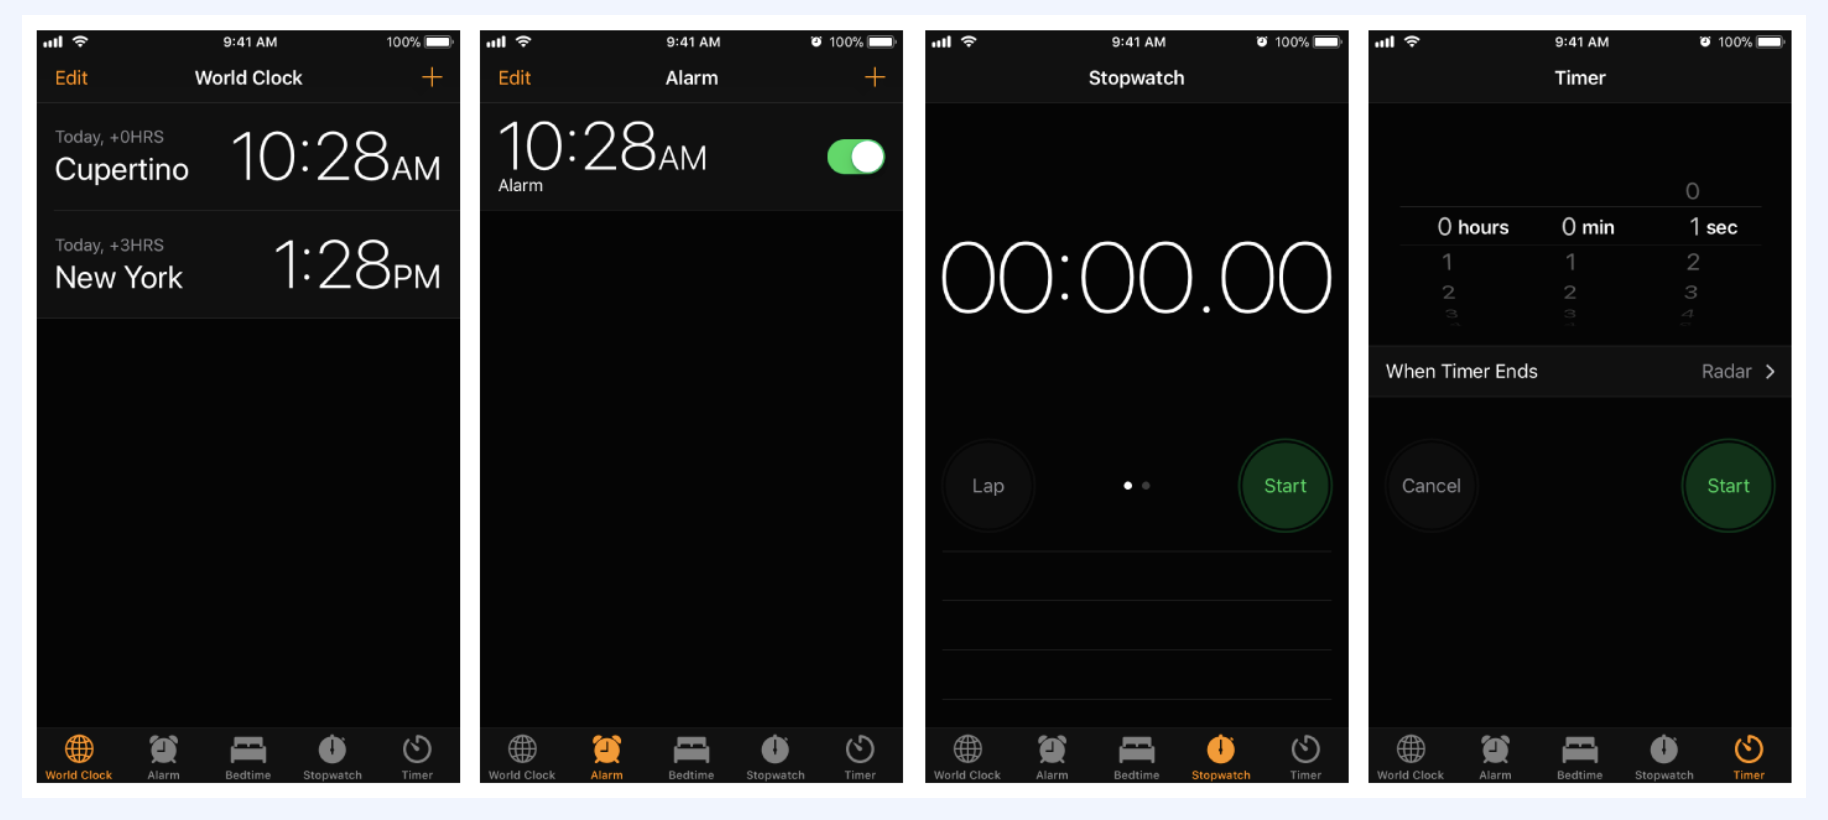 9:41 AM
100%
Edit
World Clock
+
Today, +0HRS
Cupertino
10:28AM
Today, +3HRS
New York
1:28PM
World Clock
Alarm
Bedtime
Stopwatch
Timer
9:41 AM
100%
Edit
Alarm
+
10:28AM
Alarm
World Clock
Alarm
Bedtime
Stopwatch
Timer
9:41 AM
100%
Stopwatch
00:00.00
Lap
Start
World Clock
Alarm
Bedtime
Stopwatch
Timer
9:41 AM
100%
Timer
0
0 hours 0 min 1 sec
1 1 2
2 2 3
3 3 4
When Timer Ends
Radar
Cancel
Start
World Clock
Alarm
Bedtime
Stopwatch
Timer